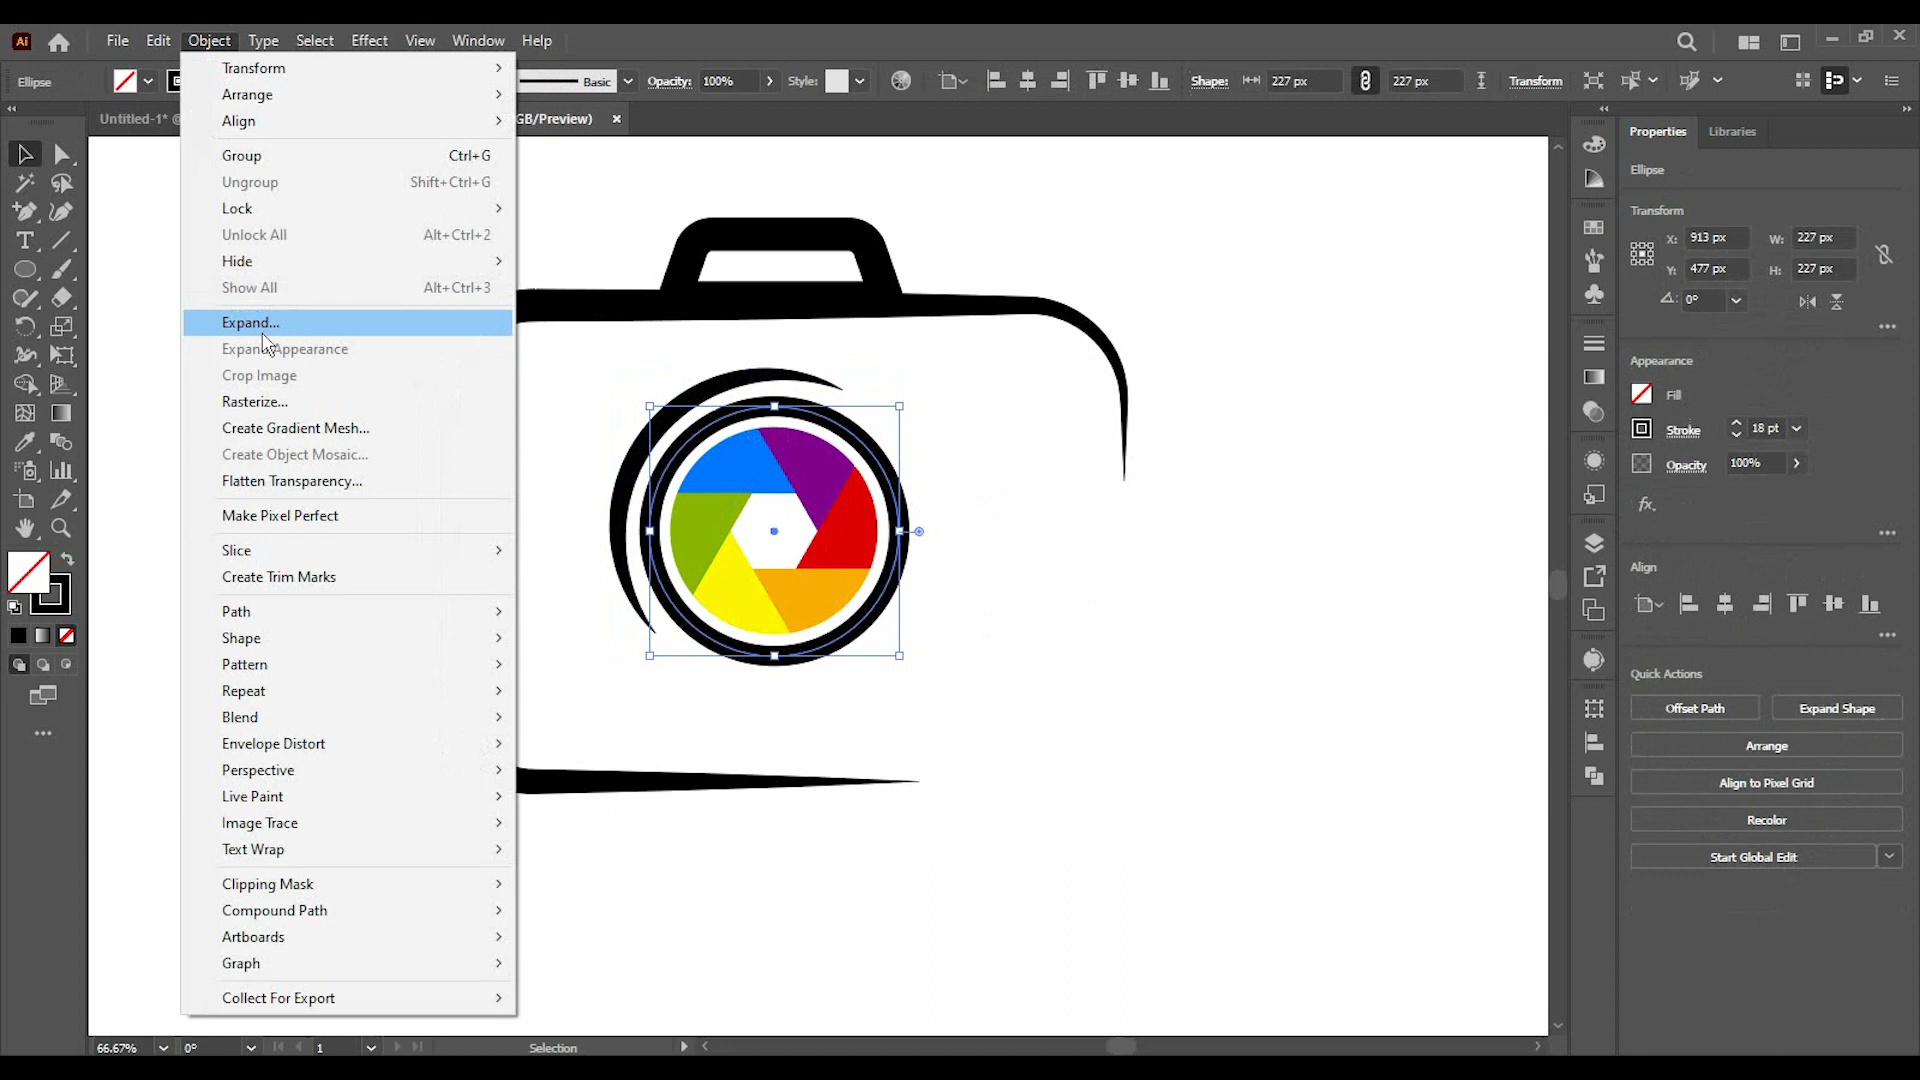 Ai File Edit Object Type Select Effect View Window Help
Ellipse Basic Opacity: 100% Style: Shape: 227 px 227 px Transform
Untitled-1* @ GB/Preview) ×
Transform
Arrange
Align
Group Ctrl+G
Ungroup Shift+Ctrl+G
Lock
Unlock All Alt+Ctrl+2
Hide
Show All Alt+Ctrl+3
Expand...
Expand Appearance
Crop Image
Rasterize...
Create Gradient Mesh...
Create Object Mosaic...
Flatten Transparency...
Make Pixel Perfect
Slice
Create Trim Marks
Path
Shape
Pattern
Repeat
Blend
Envelope Distort
Perspective
Live Paint
Image Trace
Text Wrap
Clipping Mask
Compound Path
Artboards
Graph
Collect For Export
Properties Libraries
Ellipse
Transform
X: 913 px W: 227 px
Y: 477 px H: 227 px
0°
Appearance
Fill
Stroke 18 pt
Opacity 100%
fx.
Align
Quick Actions
Offset Path Expand Shape
Arrange
Align to Pixel Grid
Recolor
Start Global Edit
66.67% 0° 1 Selection